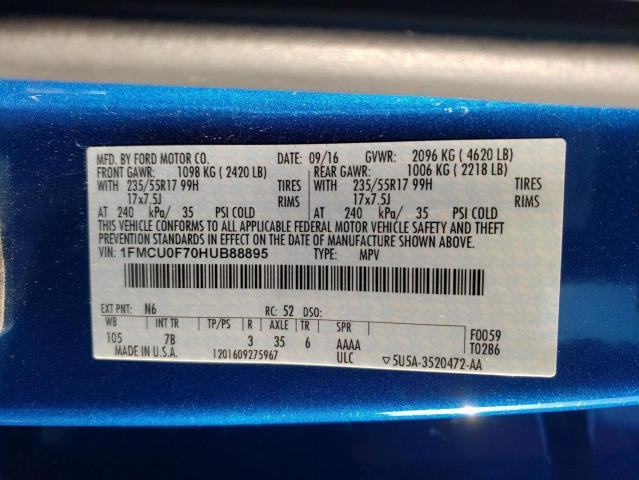 MFD. BY FORD MOTOR CO. DATE: 09/16 GVWR: 2096 KG ( 4620 LB)
FRONT GAWR: 1098 KG ( 2420 LB) REAR GAWR: 1006 KG ( 2218 LB)
WITH 235/55R17 99H TIRES WITH 235/55R17 99H TIRES
17x7.5J RIMS 17x7.5J RIMS
AT 240 kPa/ 35 PSI COLD AT 240 kPa/ 35 PSI COLD
THIS VEHICLE CONFORMS TO ALL APPLICABLE FEDERAL MOTOR VEHICLE SAFETY AND THEFT
PREVENTION STANDARDS IN EFFECT ON THE DATE OF MANUFACTURE SHOWN ABOVE.
VIN: 1FMCU0F70HUB88895 TYPE: MPV
EXT PNT: N6 RC: 52 DSO:
WB INT TR TP/PS R AXLE TR SPR F0059
105 7B 3 35 6 AAAA T0286
MADE IN U.S.A. 1201609275967 ULC ▽5U5A-3520472-AA